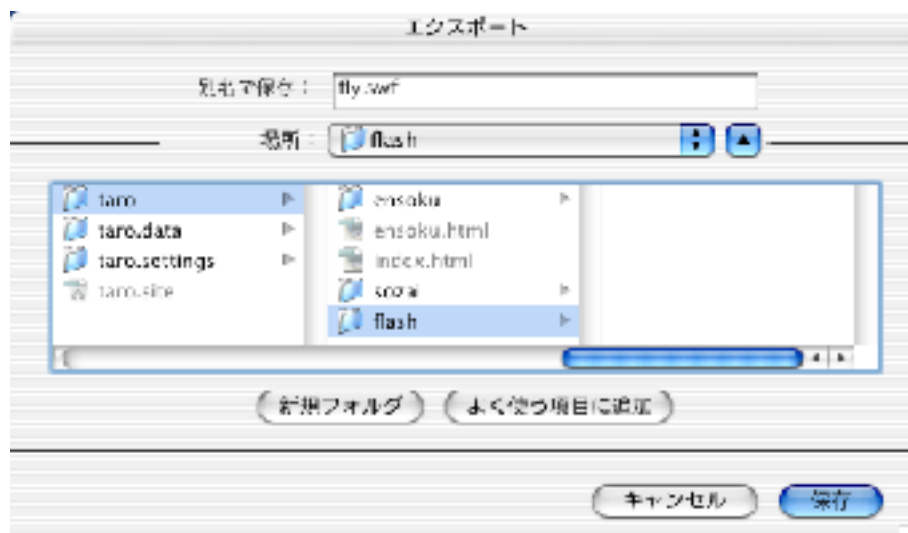 エクスポート
別名で保存： fly.swf
場所： flash
taro
taro.data
taro.settings
taro.site
ensoku
ensoku.html
index.html
sozai
flash
新規フォルダ よく使う項目に追加
キャンセル 保存